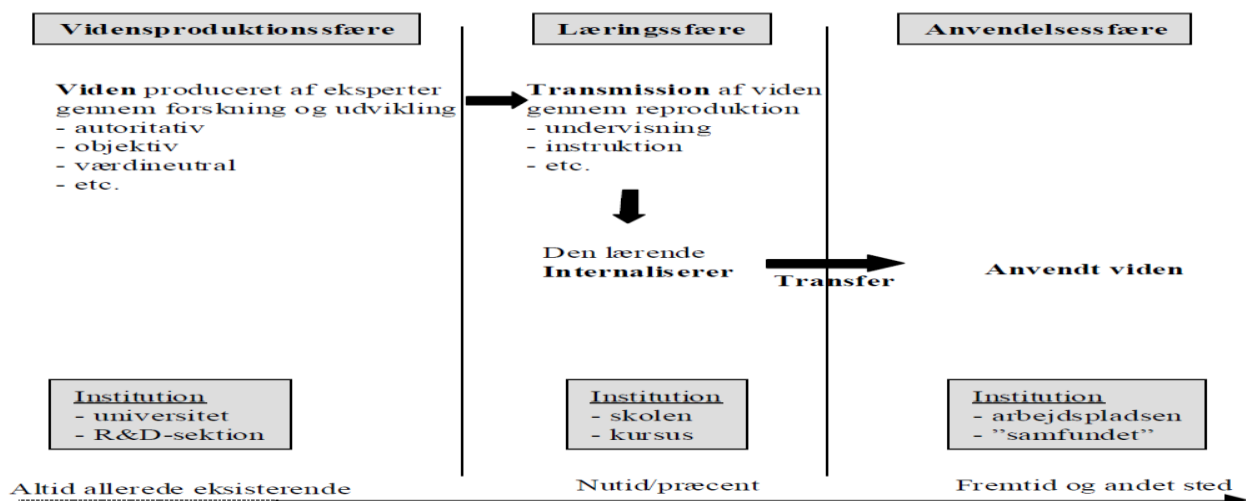 Vidensproduktionssfære
Læringssfære
Anvendelsessfære
Viden produceret af eksperter
gennem forskning og udvikling
- autoritativ
- objektiv
- værdineutral
- etc.
Transmission af viden
gennem reproduktion
- undervisning
- instruktion
- etc.
Den lærende
Internaliserer
Transfer
Anvendt viden
Institution
- universitet
- R&D-sektion
Institution
- skolen
- kursus
Institution
- arbejdspladsen
- ”samfundet”
Altid allerede eksisterende
Nutid/præcent
Fremtid og andet sted